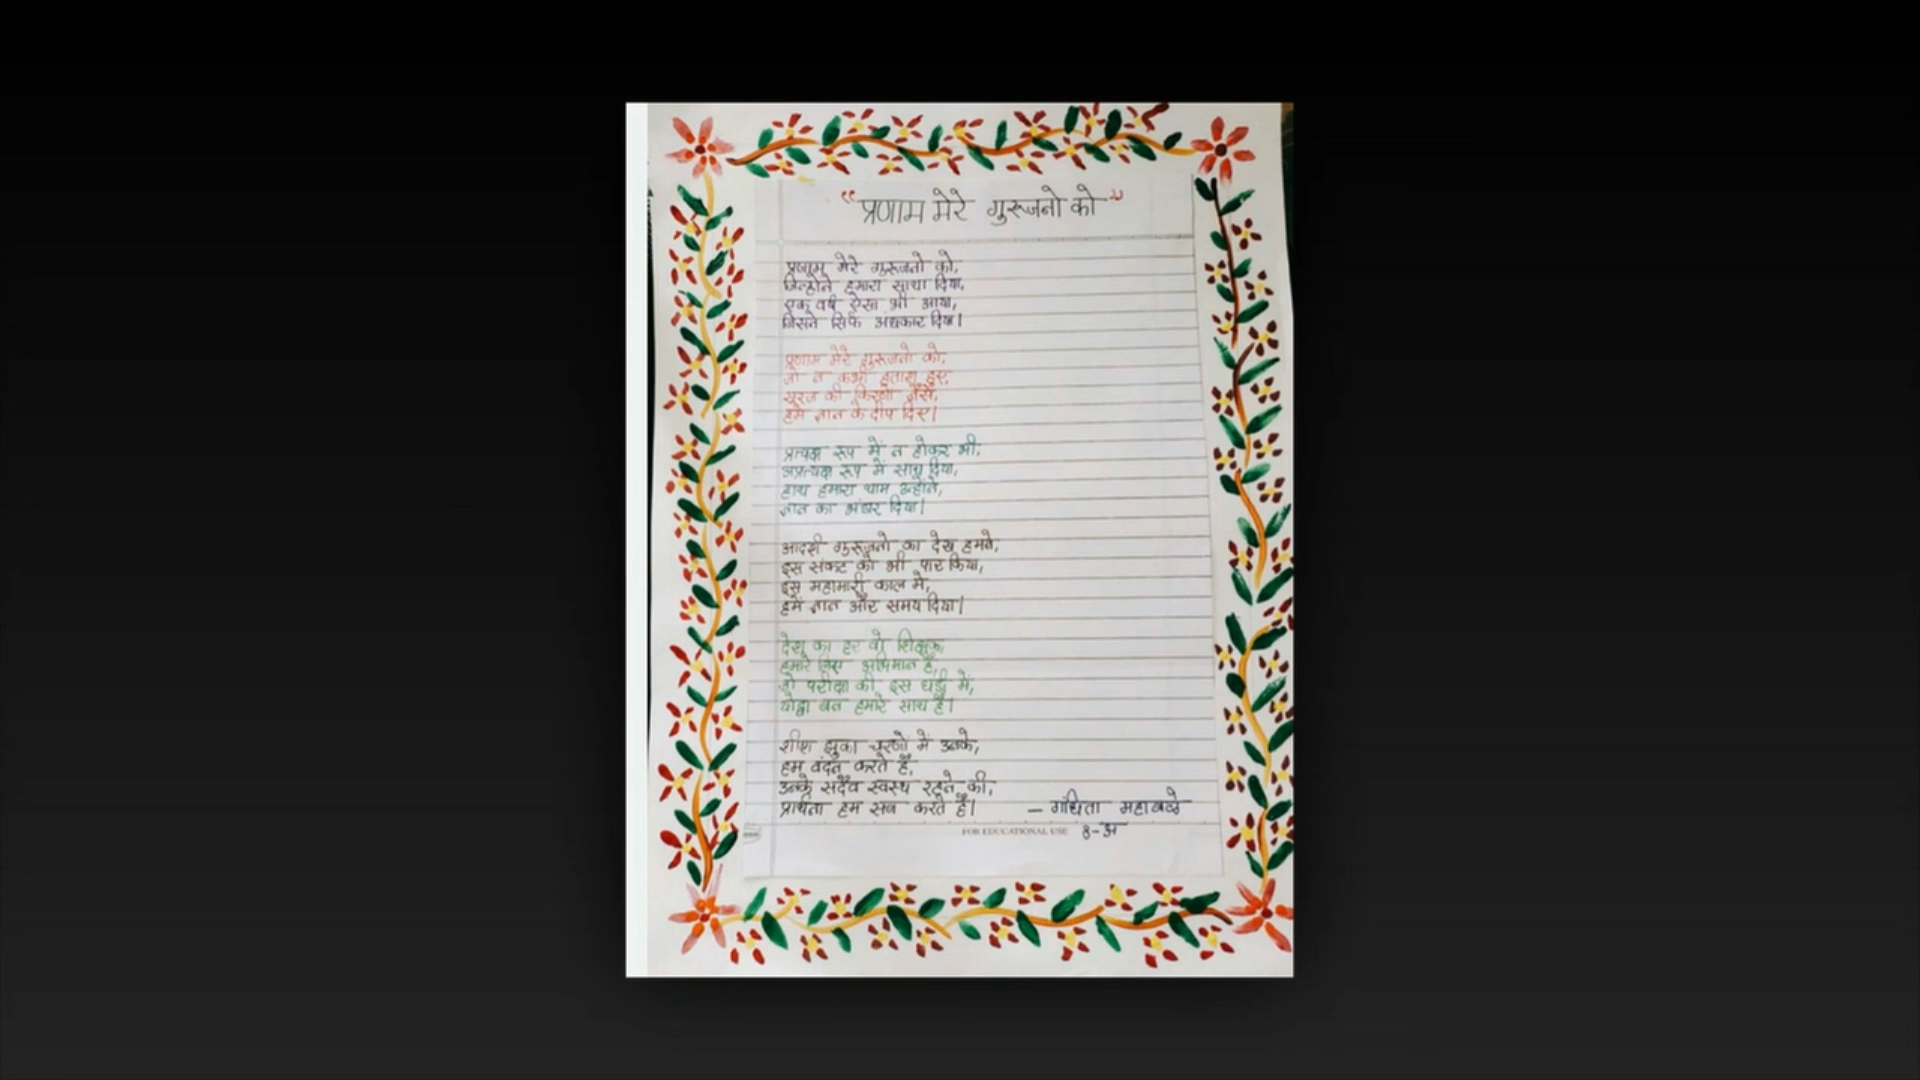 "प्रणाम मेरे गुरूजनो को"
प्रणाम मेरे गुरूजनो को,
जिन्होने हमारा साथ दिया,
एक वर्ष ऐसा भी आया,
जिसने सिर्फ अंधकार दिया।
प्रणाम मेरे गुरूजनो को,
जो न कभी हताश हुए,
सूरज की किरणों जैसे,
हमे ज्ञान के दीप दिए।
प्रत्यक्ष रूप में न होकर भी,
अप्रत्यक्ष रूप में साथ दिया,
हाथ हमारा थाम उन्होंने,
ज्ञान का भंडार दिया।
आदर्श गुरूजनो का देख हमने,
इस संकट को भी पार किया,
इस महामारी काल में,
हमें ज्ञान और समय दिया।
देश का हर वो शिक्षक,
हमारे लिए अभिमान है,
जो परीक्षा की इस घड़ी में,
योद्धा बन हमारे साथ है।
शीश झुका चरणों में उनके,
हम वंदन करते हैं,
उनके सदैव स्वस्थ रहने की,
प्रार्थना हम सब करते हैं।
- महाबळे
8-अ
FOR EDUCATIONAL USE